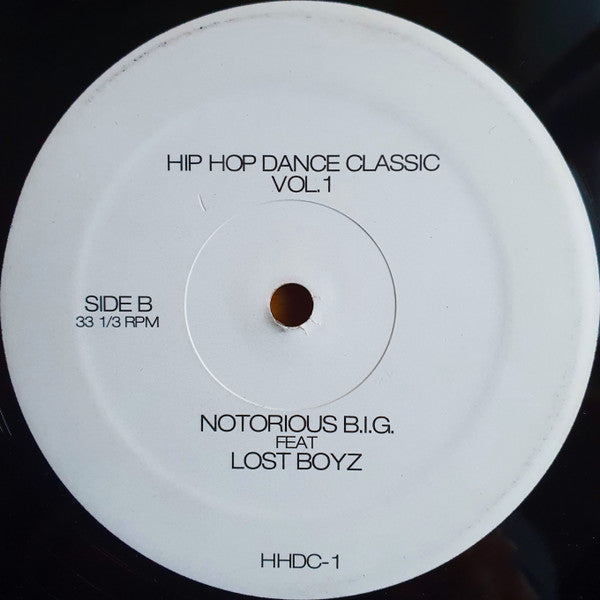 HIP HOP DANCE CLASSIC
VOL.1
SIDE B
33 1/3 RPM
NOTORIOUS B.I.G.
FEAT
LOST BOYZ
HHDC-1